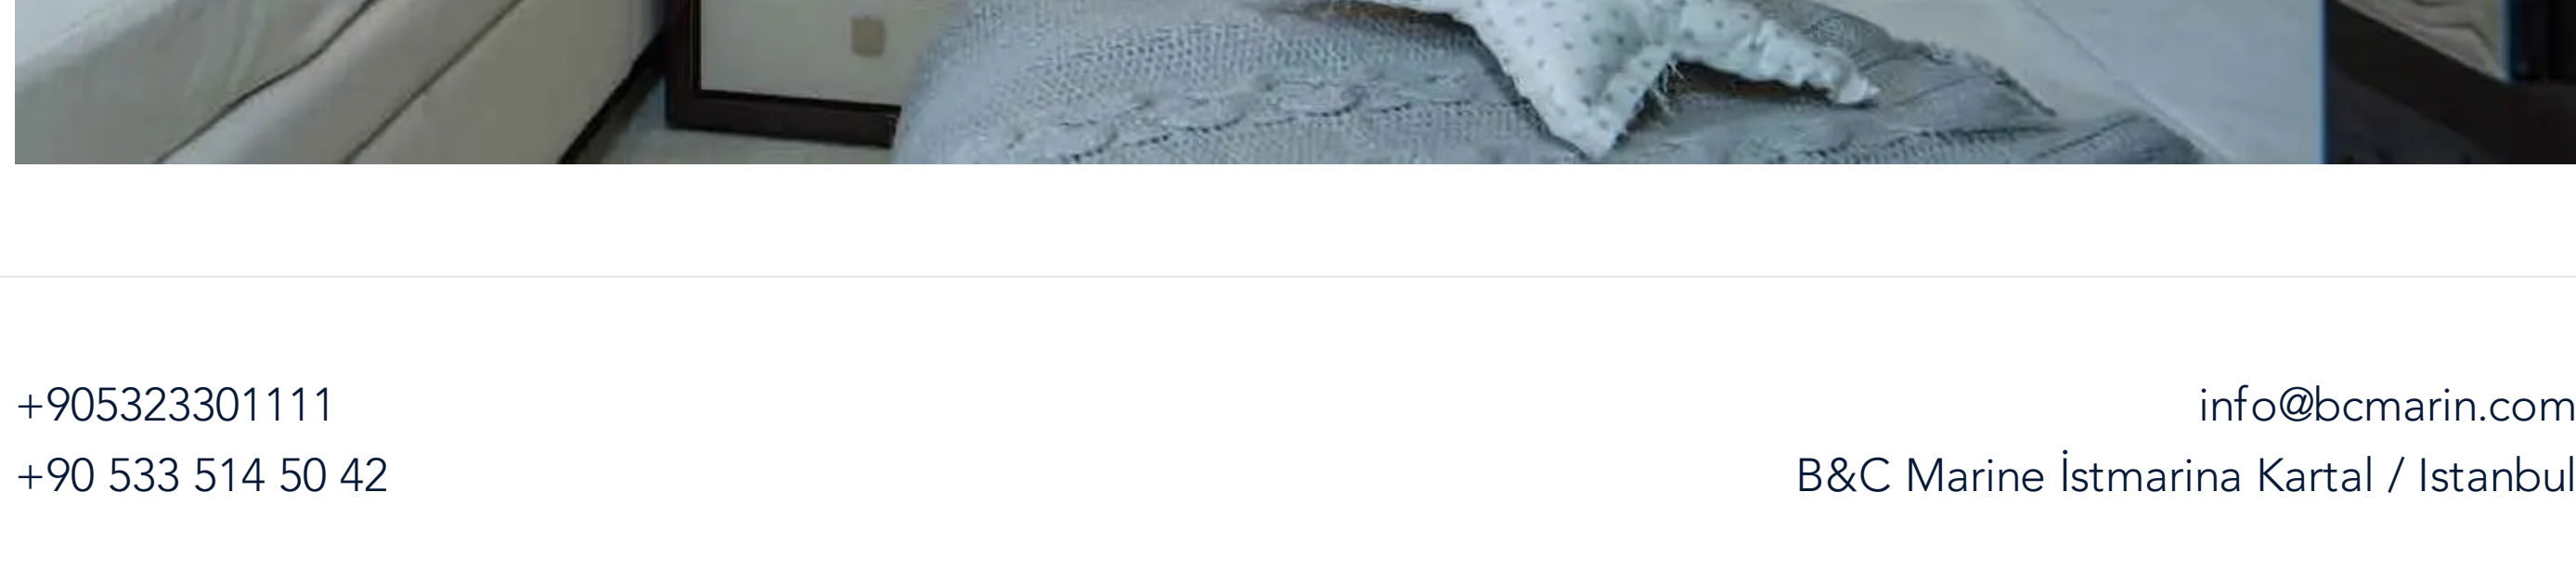 +905323301111
+90 533 514 50 42
info@bcmarin.com
B&C Marine İstmarina Kartal / Istanbul